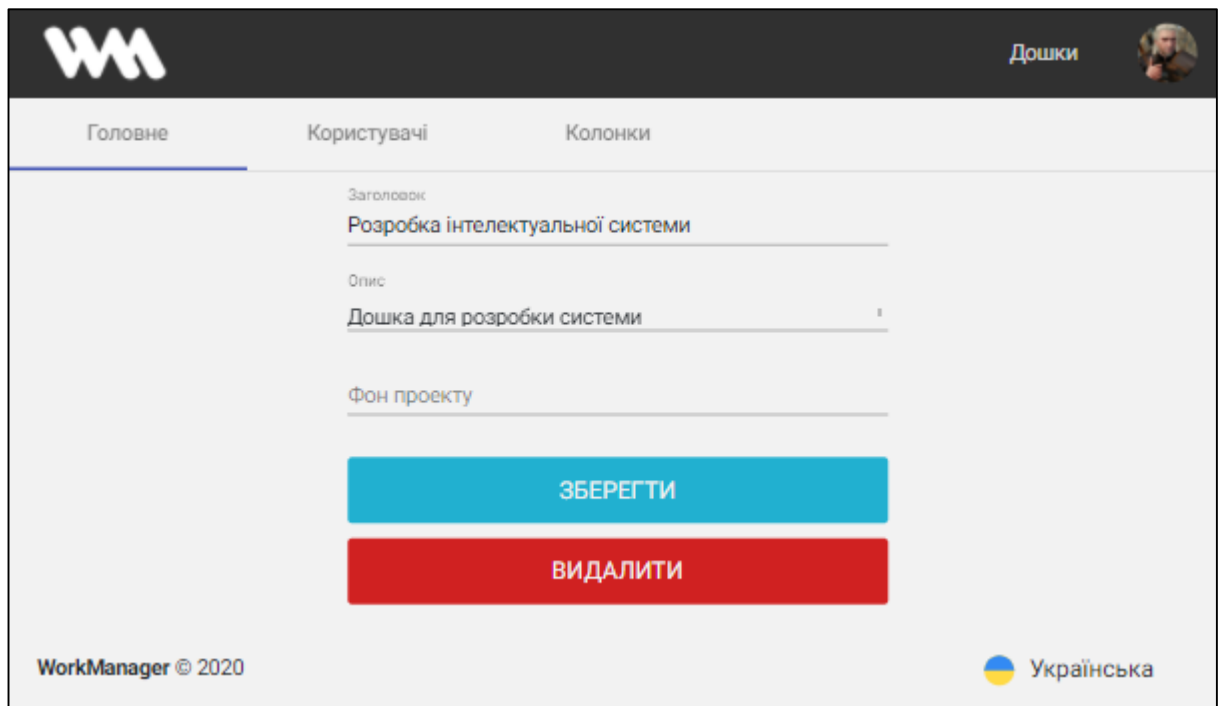 WM
Дошки
Головне Користувачі Колонки
Заголовок
Розробка інтелектуальної системи
Опис
Дошка для розробки системи
Фон проекту
ЗБЕРЕГТИ
ВИДАЛИТИ
WorkManager © 2020
Українська